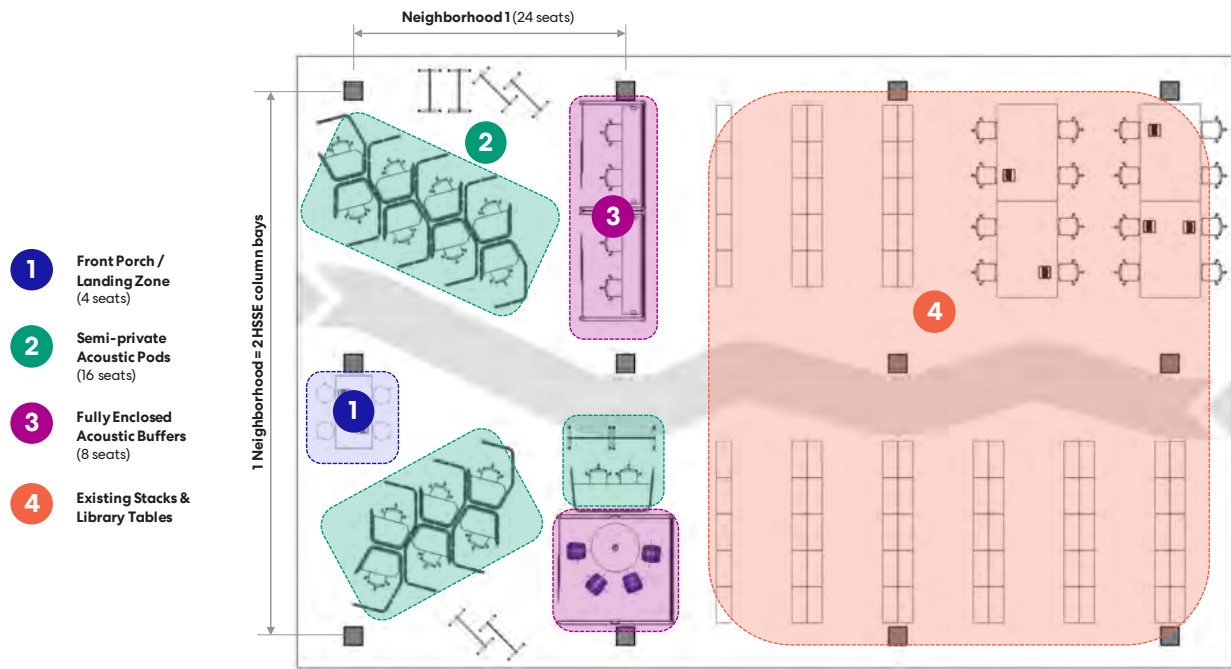 Neighborhood 1 (24 seats)
1 Neighborhood = 2 HSSE column bays
1
Front Porch /
Landing Zone
(4 seats)
2
Semi-private
Acoustic Pods
(16 seats)
3
Fully Enclosed
Acoustic Buffers
(8 seats)
4
Existing Stacks &
Library Tables
2
3
4
1